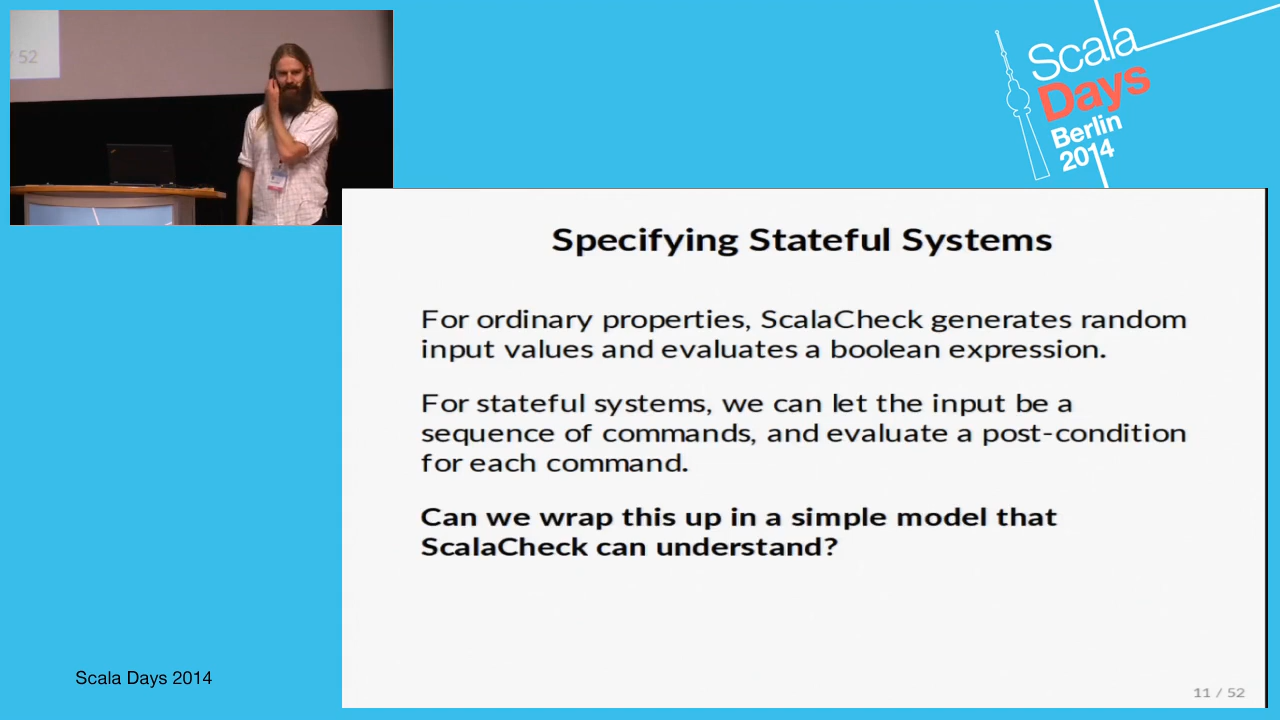 / 52
Scala
Days
Berlin
2014
Specifying Stateful Systems
For ordinary properties, ScalaCheck generates random
input values and evaluates a boolean expression.
For stateful systems, we can let the input be a
sequence of commands, and evaluate a post-condition
for each command.
Can we wrap this up in a simple model that
ScalaCheck can understand?
11 / 52
Scala Days 2014